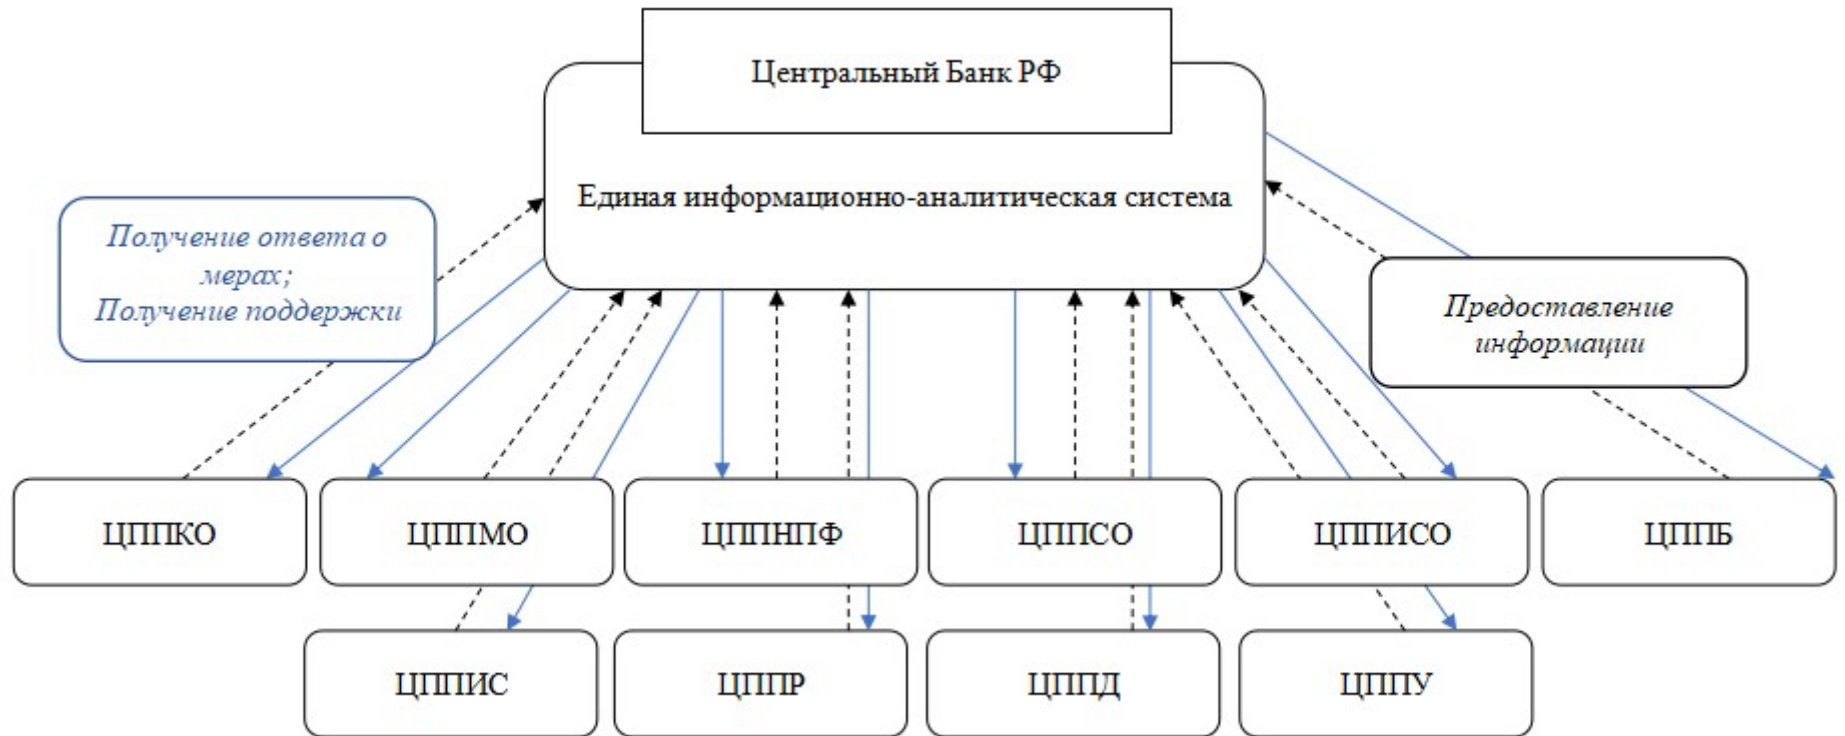 Центральный Банк РФ
Единая информационно-аналитическая система
Получение ответа о
мерах;
Получение поддержки
Предоставление
информации
ЦППКО
ЦППМО
ЦППНПФ
ЦППСО
ЦППИСО
ЦППБ
ЦППИС
ЦППР
ЦППД
ЦППУ